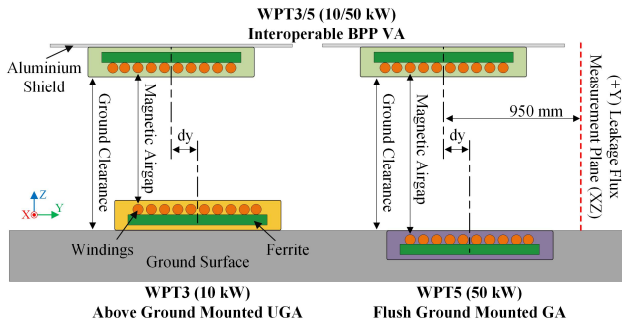 WPT3/5 (10/50 kW)
Interoperable BPP VA
Aluminium
Shield
Ground Clearance
Magnetic Airgap
dy
Ground Clearance
Magnetic Airgap
dy
950 mm
(+Y) Leakage Flux
Measurement Plane (XZ)
Z
X
Y
Windings
Ferrite
Ground Surface
WPT3 (10 kW)
Above Ground Mounted UGA
WPT5 (50 kW)
Flush Ground Mounted GA